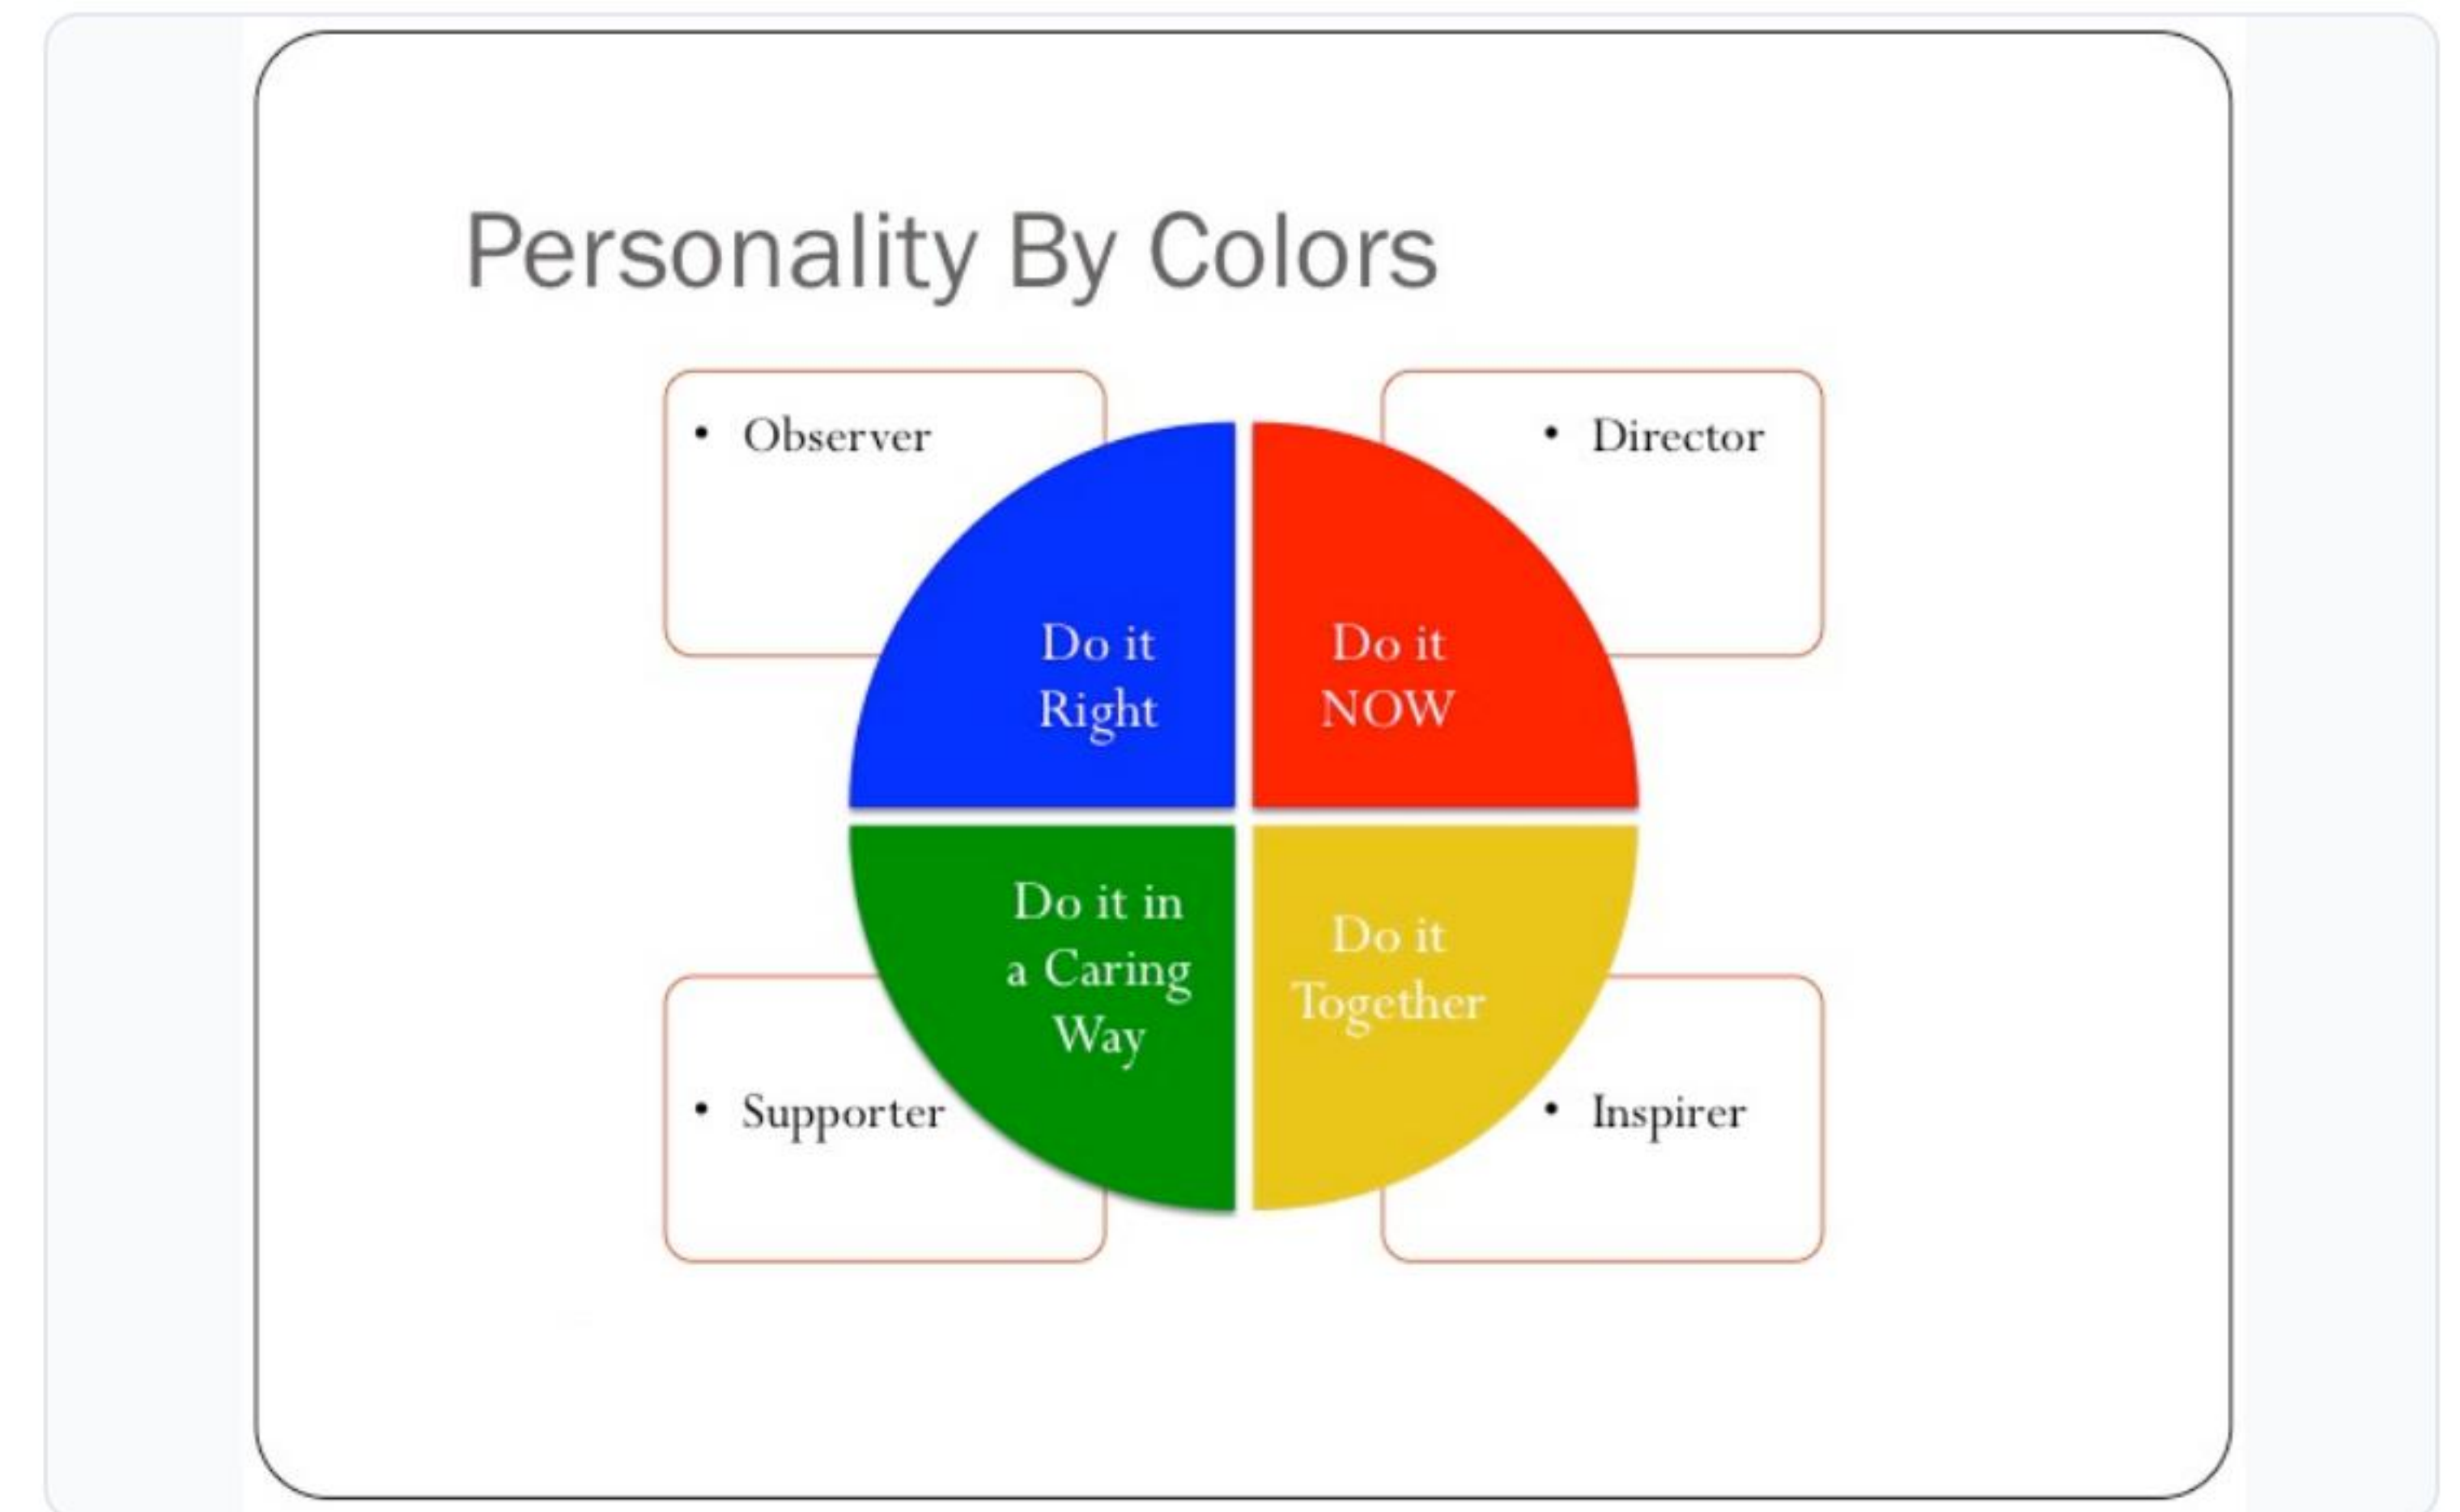 Personality By Colors
• Observer
• Director
Do it
Right
Do it
NOW
Do it in
a Caring
Way
Do it
Together
• Supporter
• Inspirer